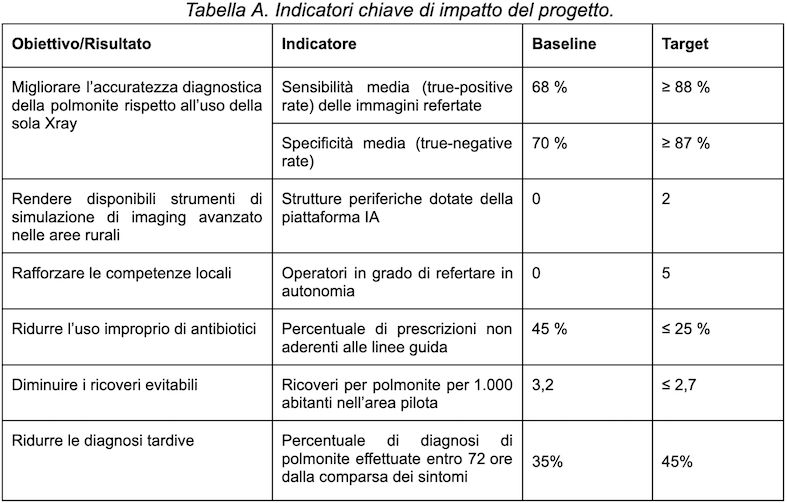 Tabella A. Indicatori chiave di impatto del progetto.
Obiettivo/Risultato
Indicatore
Baseline
Target
Migliorare l'accuratezza diagnostica
della polmonite rispetto all'uso della
sola Xray
Sensibilità media (true-positive
rate) delle immagini refertate
68 %
≥ 88 %
Specificità media (true-negative
rate)
70 %
≥ 87 %
Rendere disponibili strumenti di
simulazione di imaging avanzato
nelle aree rurali
Strutture periferiche dotate della
piattaforma IA
0
2
Rafforzare le competenze locali
Operatori in grado di refertare in
autonomia
0
5
Ridurre l'uso improprio di antibiotici
Percentuale di prescrizioni non
aderenti alle linee guida
45 %
≤ 25 %
Diminuire i ricoveri evitabili
Ricoveri per polmonite per 1.000
abitanti nell'area pilota
3,2
≤ 2,7
Ridurre le diagnosi tardive
Percentuale di diagnosi di
polmonite effettuate entro 72 ore
dalla comparsa dei sintomi
35%
45%